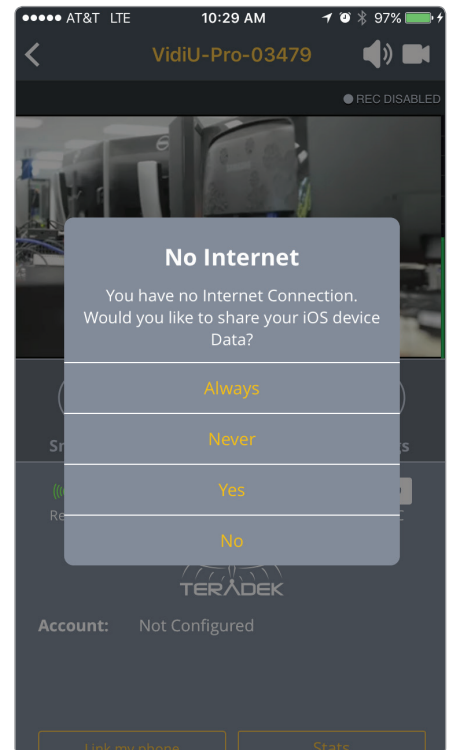 AT&T LTE 10:29 AM 97%
VidiU-Pro-03479
REC DISABLED
No Internet
You have no Internet Connection.
Would you like to share your iOS device
Data?
Always
Never
Yes
No
TERADEK
Account: Not Configured
Link my phone Stats